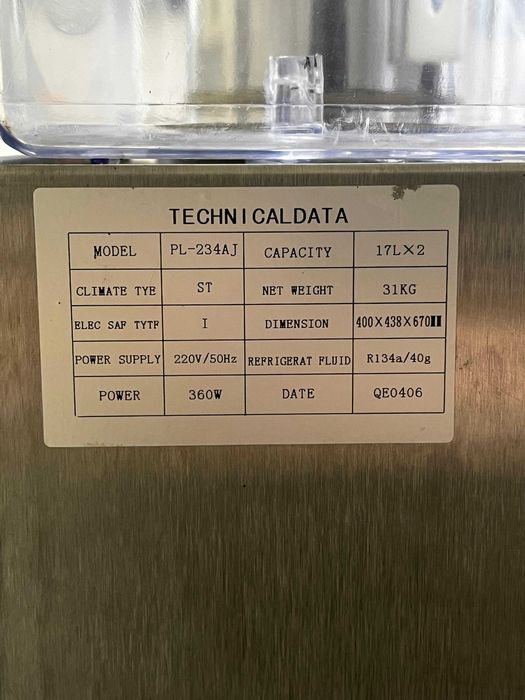 TECHNICALDATA
MODEL PL-234AJ CAPACITY 17L×2
CLIMATE TYE ST NET WEIGHT 31KG
ELEC SAF TYTF I DIMENSION 400×438×670
POWER SUPPLY 220V/50Hz REFRIGERAT FLUID R134a/40g
POWER 360W DATE QE0406